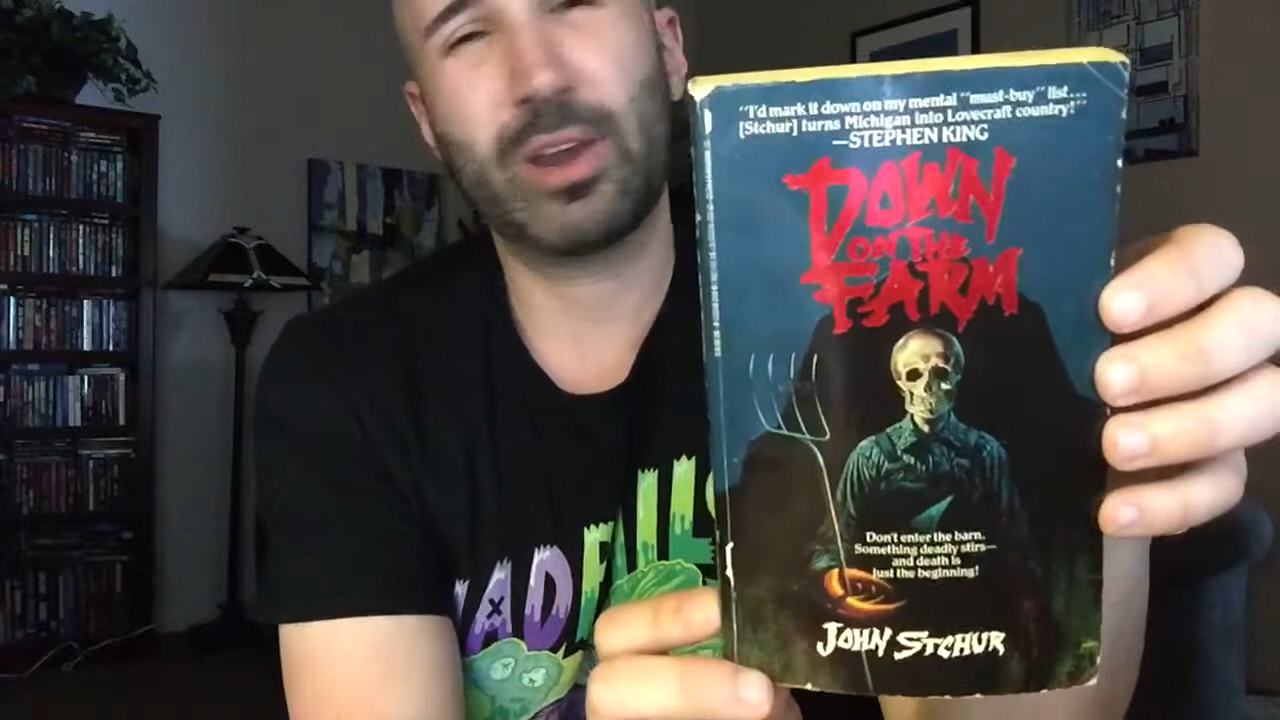 "I'd mark it down on my mental "must-buy" list...
[Stchur] turns Michigan into Lovecraft country!"
—STEPHEN KING
DOWN
ON THE
FARM
Don't enter the barn.
Something deadly stirs—
and death is
just the beginning!
JOHN STCHUR